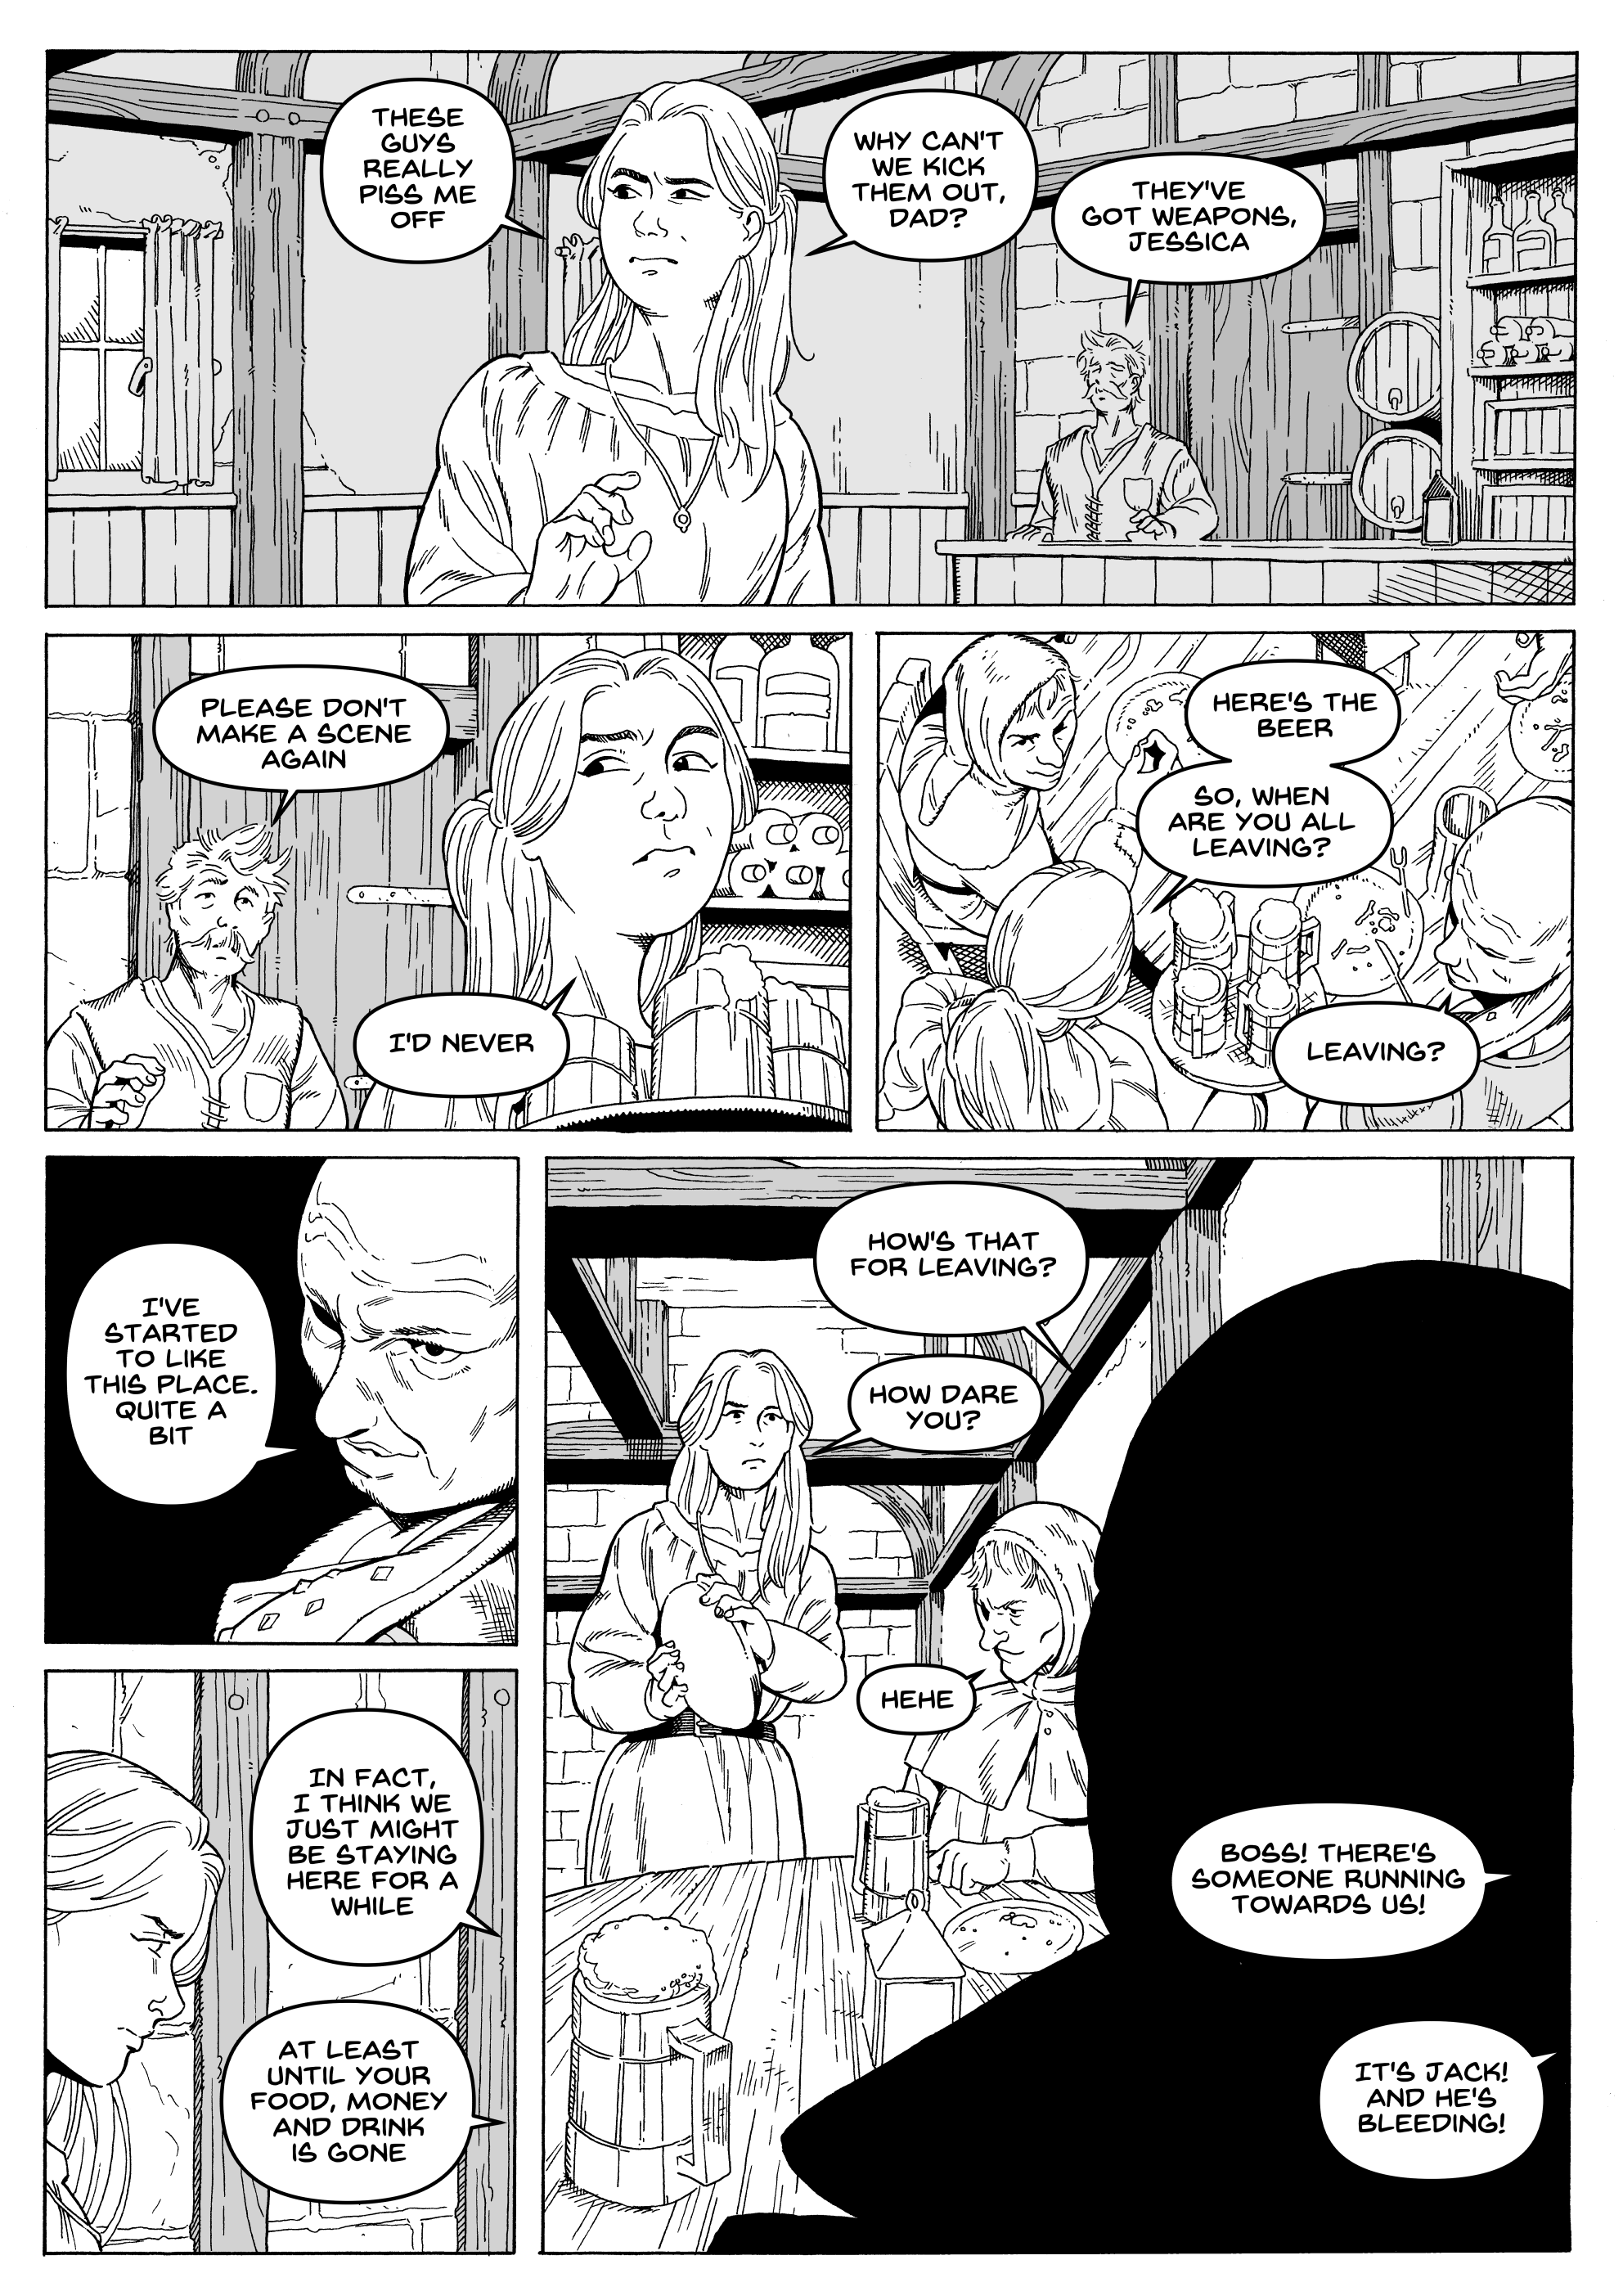 THESE
GUYS
REALLY
PISS ME
OFF
WHY CAN'T
WE KICK
THEM OUT,
DAD?
THEY'VE
GOT WEAPONS,
JESSICA
PLEASE DON'T
MAKE A SCENE
AGAIN
I'D NEVER
HERE'S THE
BEER
SO, WHEN
ARE YOU ALL
LEAVING?
LEAVING?
I'VE
STARTED
TO LIKE
THIS PLACE.
QUITE A
BIT
IN FACT,
I THINK WE
JUST MIGHT
BE STAYING
HERE FOR A
WHILE
AT LEAST
UNTIL YOUR
FOOD, MONEY
AND DRINK
IS GONE
HOW'S THAT
FOR LEAVING?
HOW DARE
YOU?
HEHE
BOSS! THERE'S
SOMEONE RUNNING
TOWARDS US!
IT'S JACK!
AND HE'S
BLEEDING!